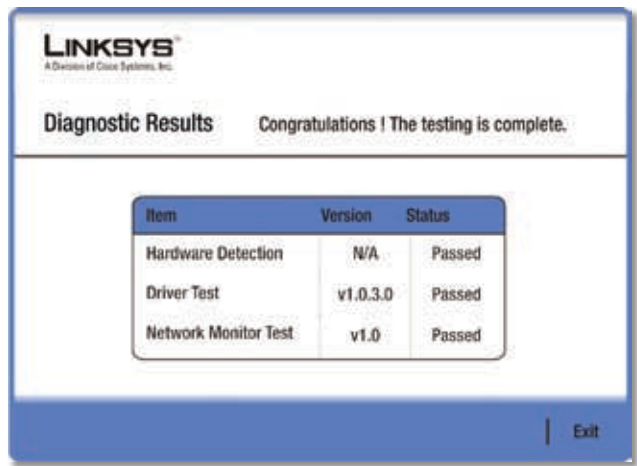 LINKSYS®
A Division of Cisco Systems, Inc.
Diagnostic Results Congratulations ! The testing is complete.
Item Version Status
Hardware Detection N/A Passed
Driver Test v1.0.3.0 Passed
Network Monitor Test v1.0 Passed
Exit